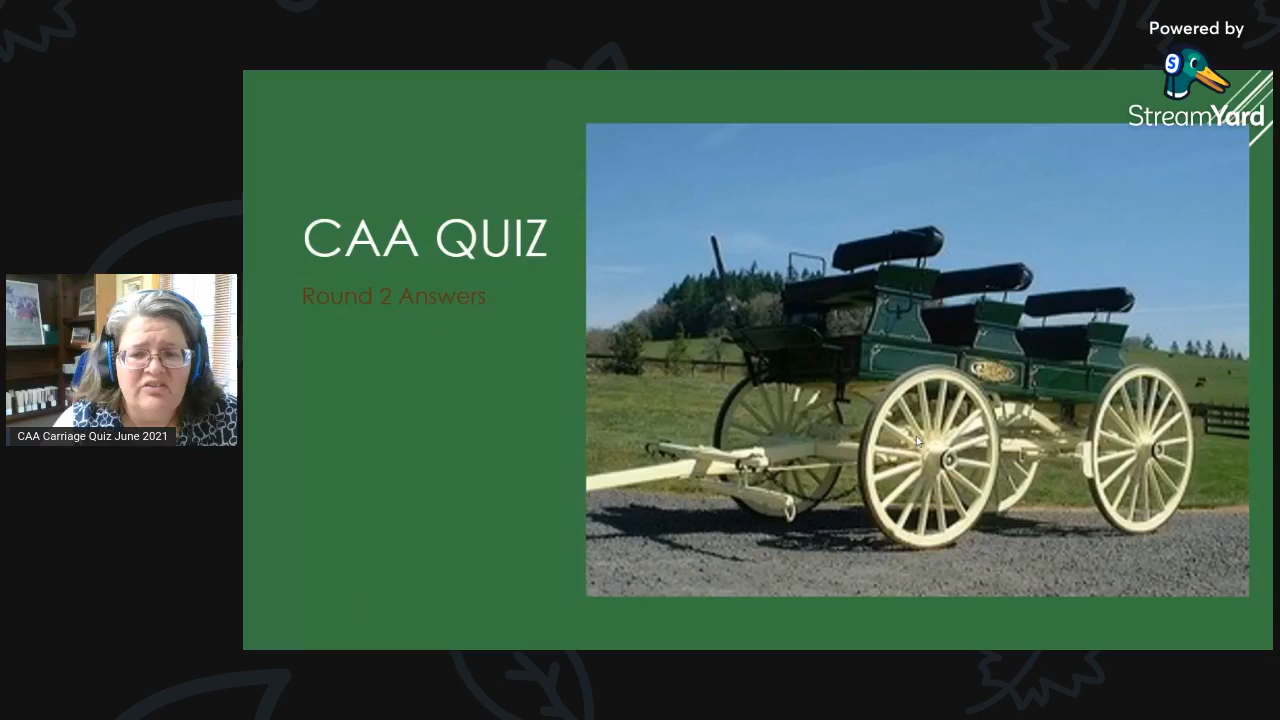 Powered by
S
StreamYard
CAA QUIZ
Round 2 Answers
CAA Carriage Quiz June 2021